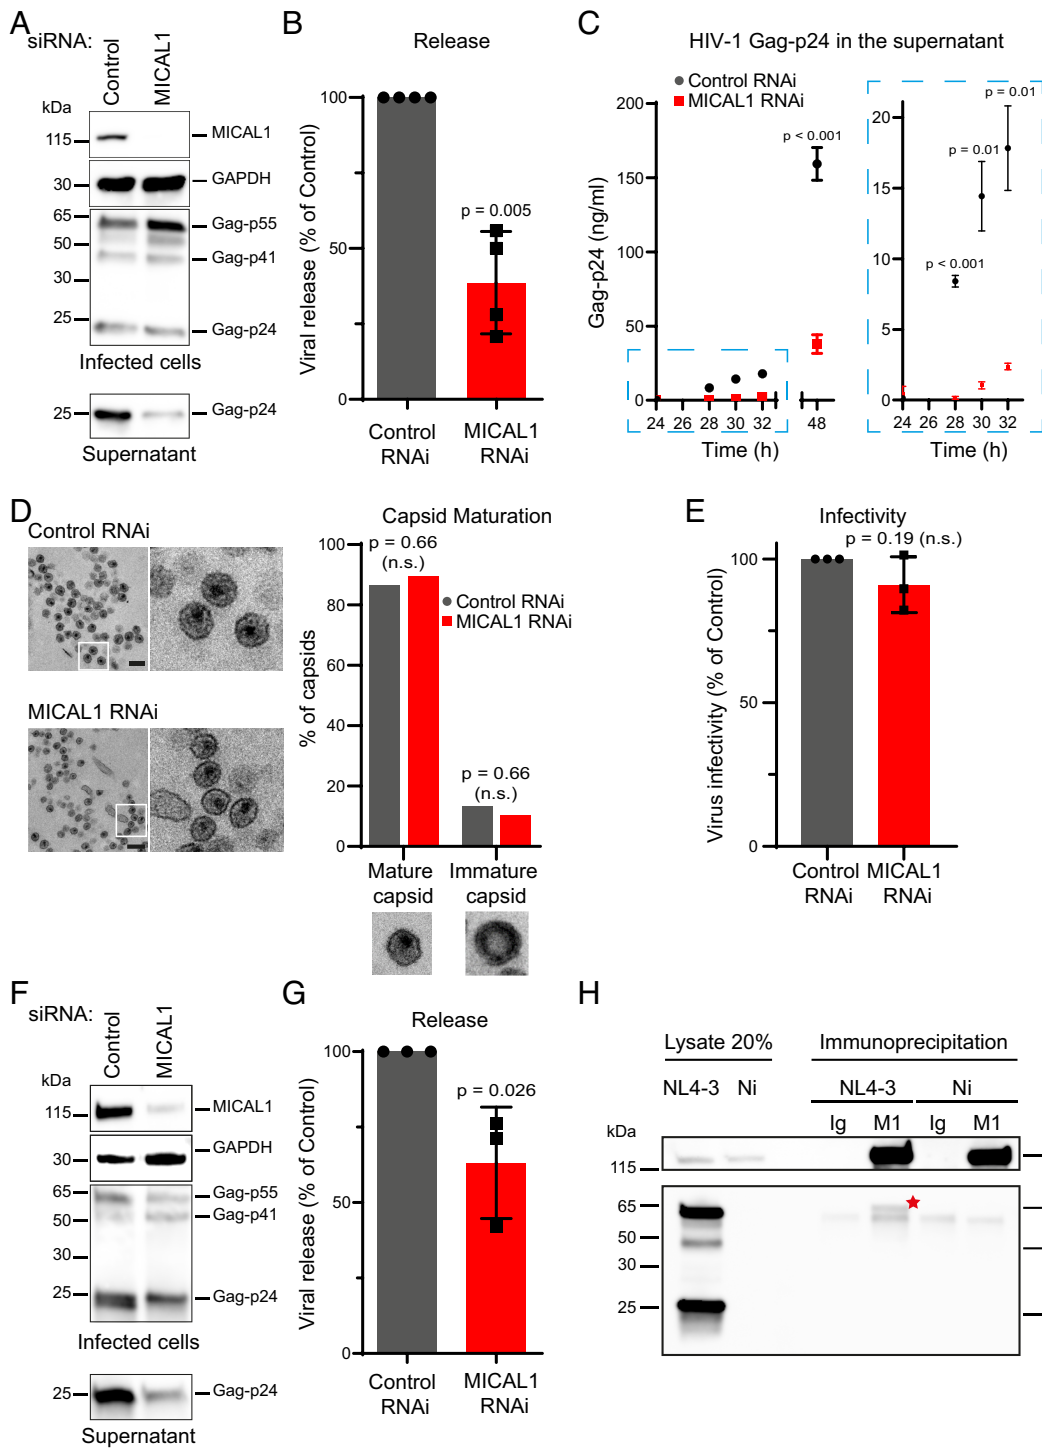 A
siRNA:
Control
MICAL1
kDa
115
MICAL1
30
GAPDH
65
Gag-p55
50
Gag-p41
30
25
Gag-p24
Infected cells
25
Gag-p24
Supernatant
B
Release
Viral release (% of Control)
100
50
0
p = 0.005
Control
RNAi
MICAL1
RNAi
C
HIV-1 Gag-p24 in the supernatant
Control RNAi
MICAL1 RNAi
Gag-p24 (ng/ml)
200
150
100
50
0
p < 0.001
24 26 28 30 32 48
Time (h)
20
15
10
5
0
p < 0.001
p = 0.01
p = 0.01
24 26 28 30 32
Time (h)
D
Control RNAi
MICAL1 RNAi
Capsid Maturation
% of capsids
100
80
60
40
20
0
p = 0.66
(n.s.)
Control RNAi
MICAL1 RNAi
p = 0.66
(n.s.)
Mature
capsid
Immature
capsid
E
Infectivity
p = 0.19 (n.s.)
Virus infectivity (% of Control)
100
50
0
Control
RNAi
MICAL1
RNAi
F
siRNA:
Control
MICAL1
kDa
115
MICAL1
30
GAPDH
65
Gag-p55
50
Gag-p41
30
25
Gag-p24
Infected cells
25
Gag-p24
Supernatant
G
Release
Viral release (% of Control)
100
50
0
p = 0.026
Control
RNAi
MICAL1
RNAi
H
Lysate 20%
Immunoprecipitation
NL4-3 Ni
NL4-3 Ni
Ig M1 Ig M1
kDa
115
65
50
30
25